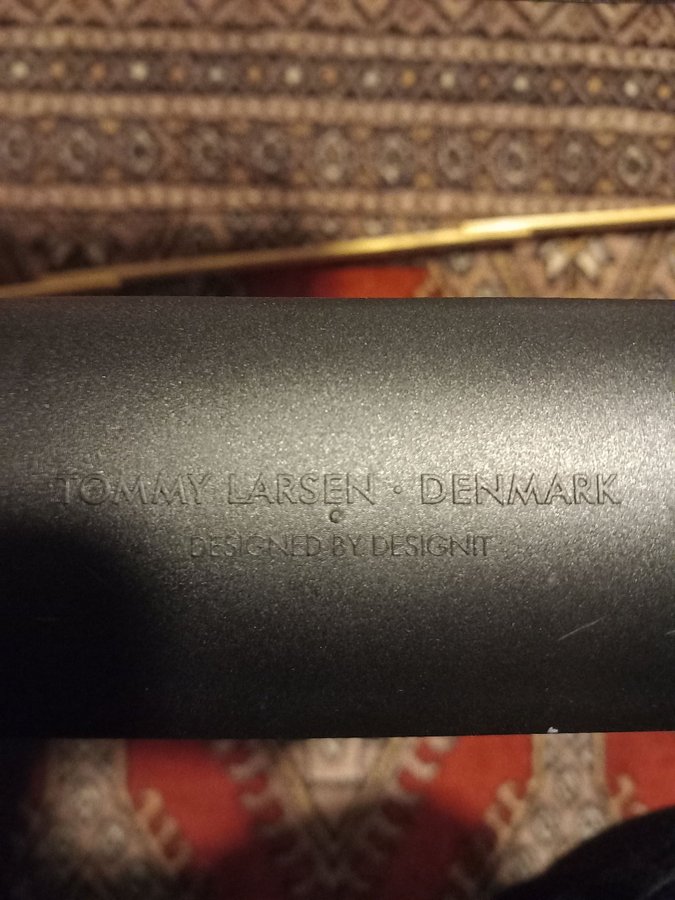 TOMMY LARSEN · DENMARK
©
DESIGNED BY DESIGNIT